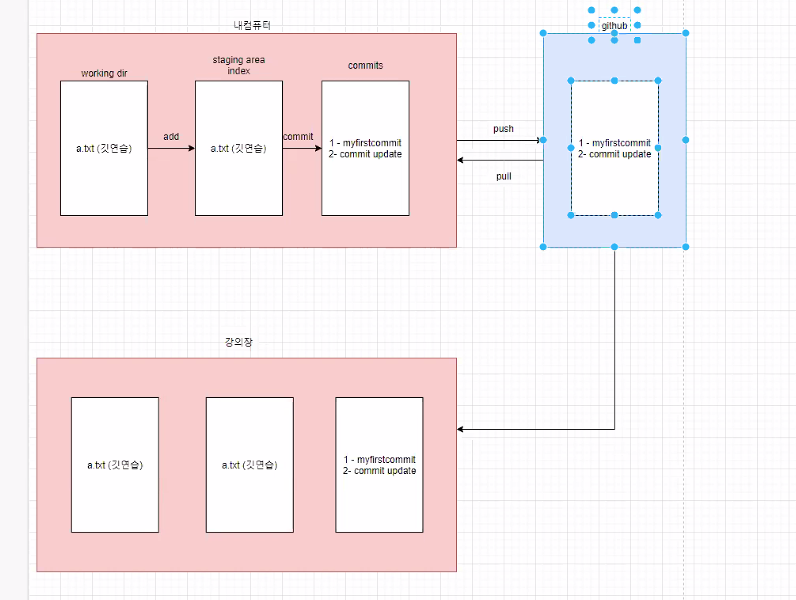 내컴퓨터
github
working dir
staging area
index
commits
a.txt (깃연습)
add
a.txt (깃연습)
commit
1 - myfirstcommit
2- commit update
push
pull
1 - myfirstcommit
2- commit update
강의장
a.txt (깃연습)
a.txt (깃연습)
1 - myfirstcommit
2- commit update